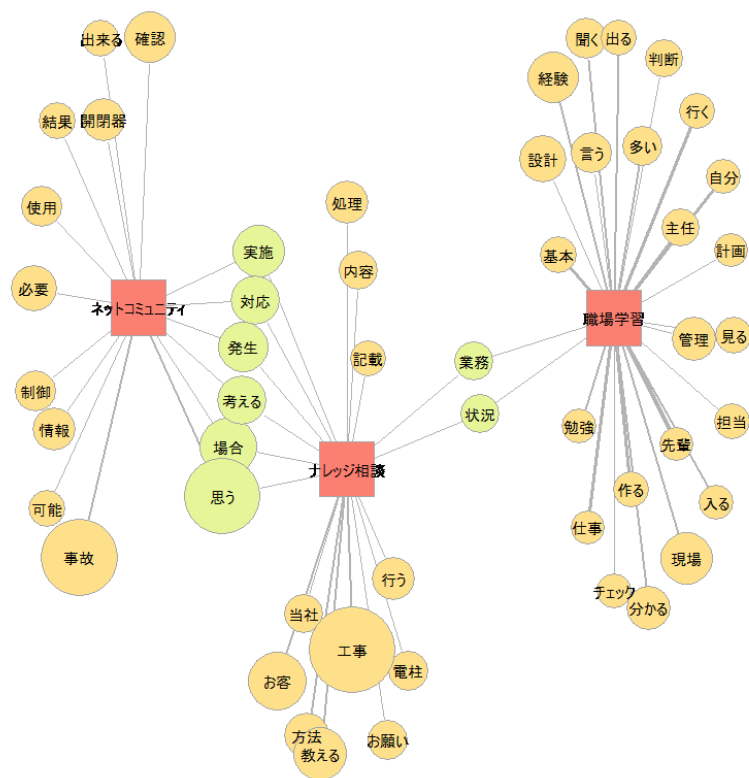 出来る
確認
結果
開閉器
使用
必要
ネットコミュニティ
制御
情報
可能
事故
実施
対応
発生
考える
場合
思う
処理
内容
記載
業務
状況
ナレッジ相談
当社
行う
工事
お客
電柱
方法
教える
お願い
聞く
出る
判断
経験
行く
設計
言う
多い
自分
主任
基本
計画
職場学習
管理
見る
勉強
先輩
担当
作る
入る
仕事
現場
チェック
分かる